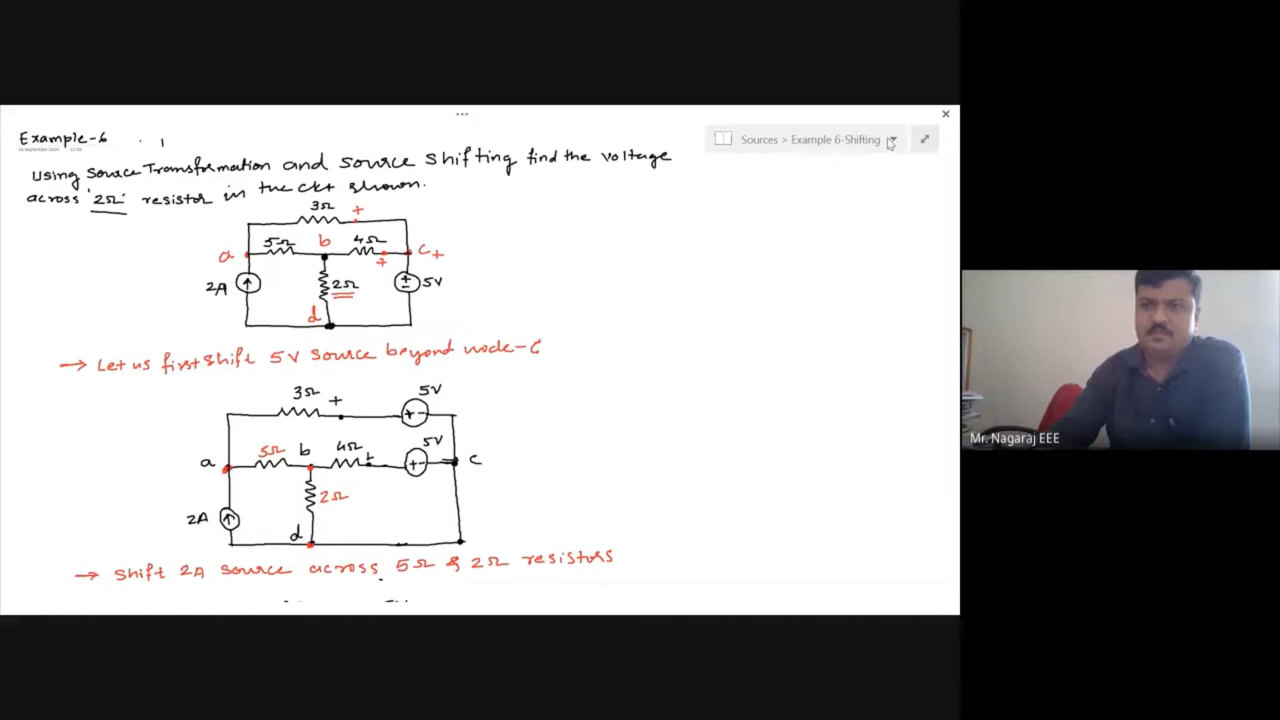 Example-6
Sources > Example 6-Shifting
Using Source Transformation and source shifting find the voltage
across '2Ω' resistor in the ckt shown.
3Ω
+
5Ω
b
4Ω
a
c +
+
2A
2Ω
+
-
5V
d
→ Let us first shift 5V source beyond node-C
3Ω
+
5V
+ -
5Ω
b
4Ω
+
5V
a
+ -
c
2Ω
2A
d
→ Shift 2A source across 5Ω & 2Ω resistors
Mr. Nagaraj EEE